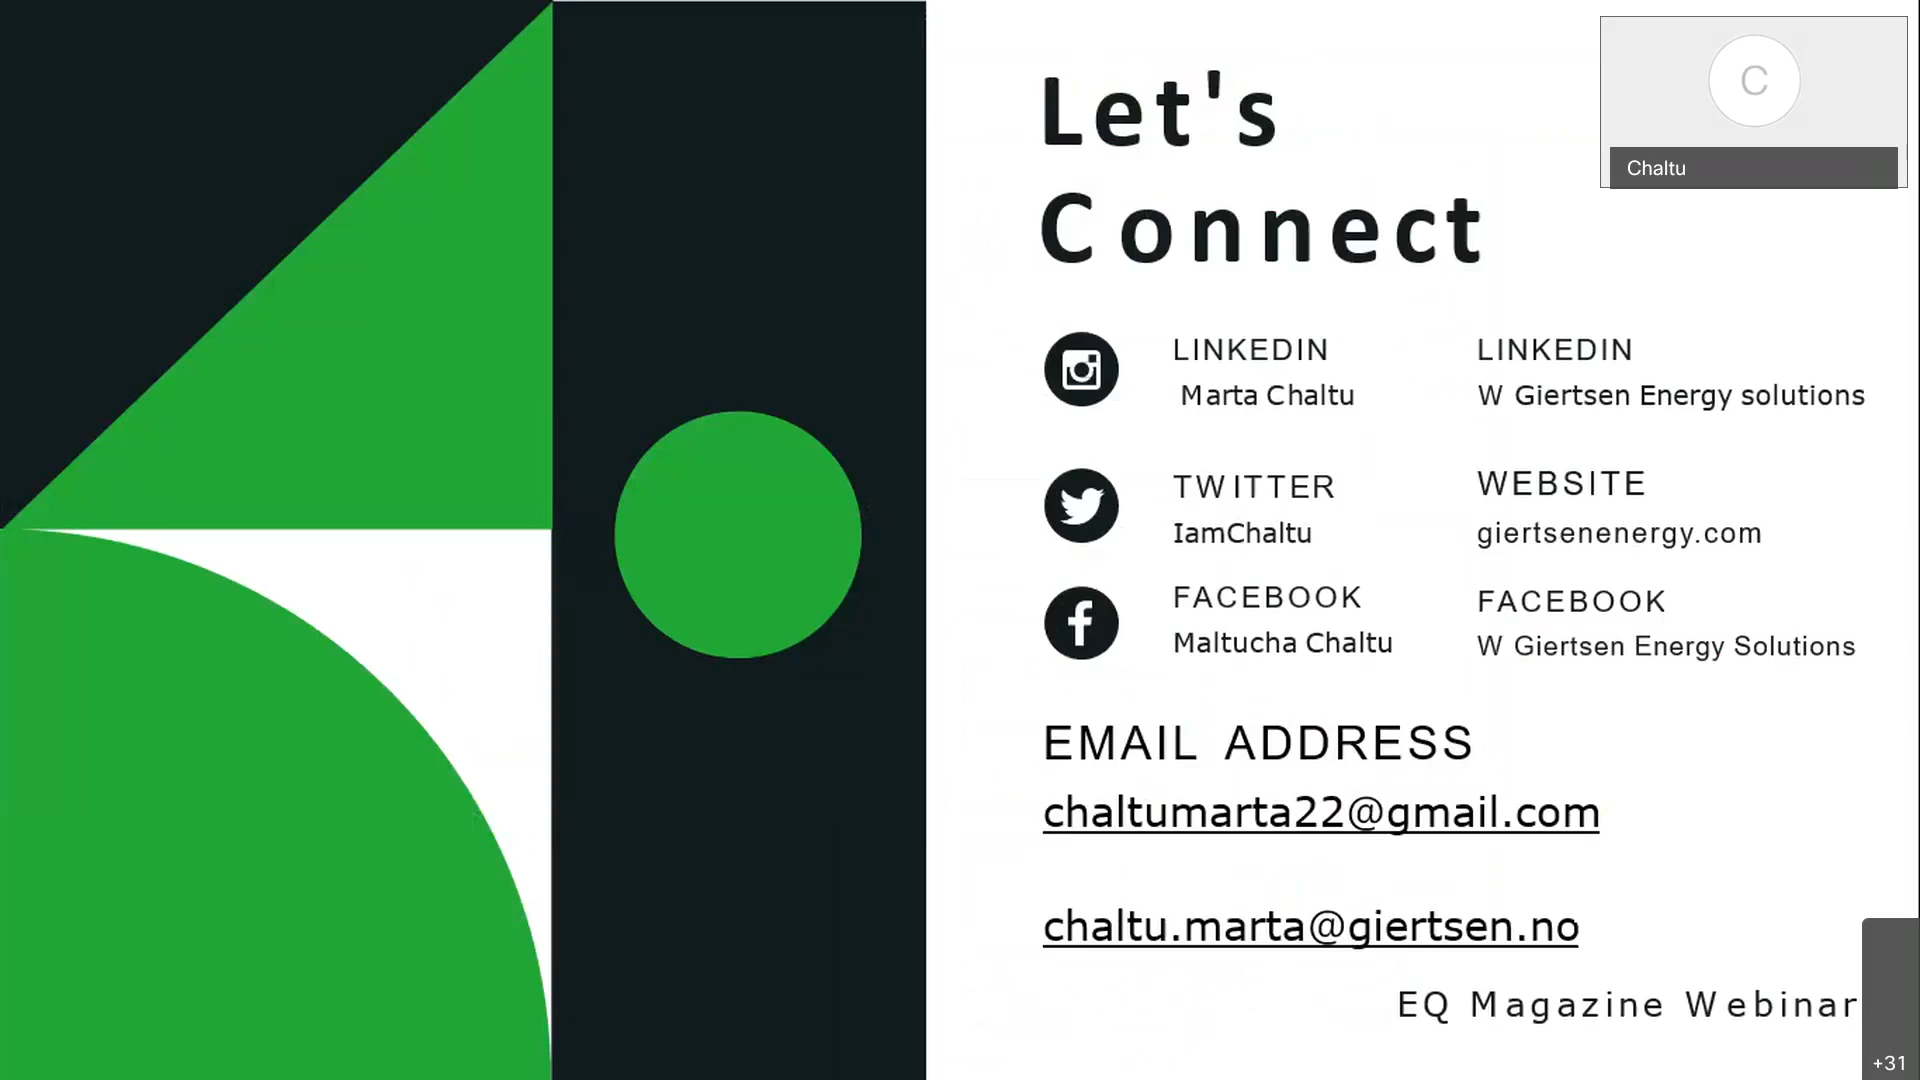 Let's
Connect
C
Chaltu
LINKEDIN
Marta Chaltu
LINKEDIN
W Giertsen Energy solutions
TWITTER
IamChaltu
WEBSITE
giertsenenergy.com
FACEBOOK
Maltucha Chaltu
FACEBOOK
W Giertsen Energy Solutions
EMAIL ADDRESS
chaltumarta22@gmail.com
chaltu.marta@giertsen.no
EQ Magazine Webinar
+31